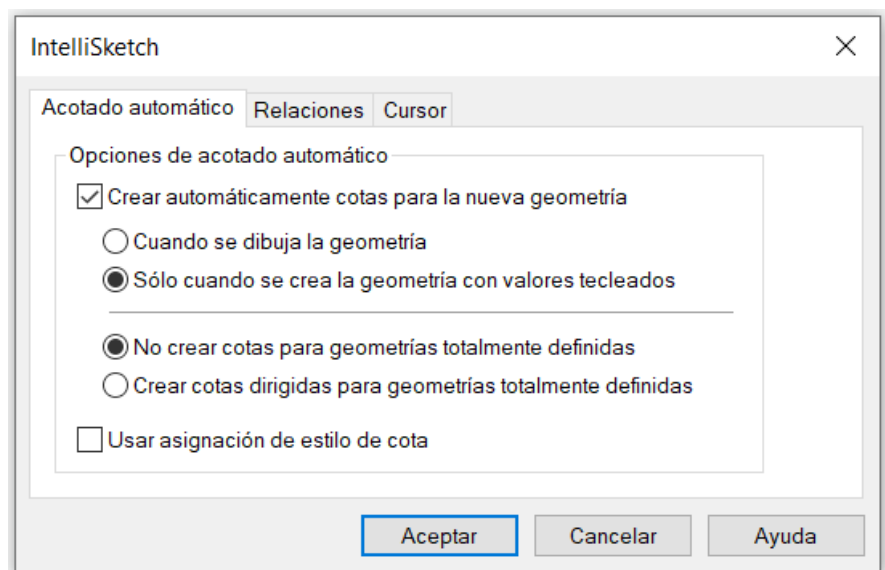 IntelliSketch
Acotado automático Relaciones Cursor
Opciones de acotado automático
Crear automáticamente cotas para la nueva geometría
Cuando se dibuja la geometría
Sólo cuando se crea la geometría con valores tecleados
No crear cotas para geometrías totalmente definidas
Crear cotas dirigidas para geometrías totalmente definidas
Usar asignación de estilo de cota
Aceptar Cancelar Ayuda